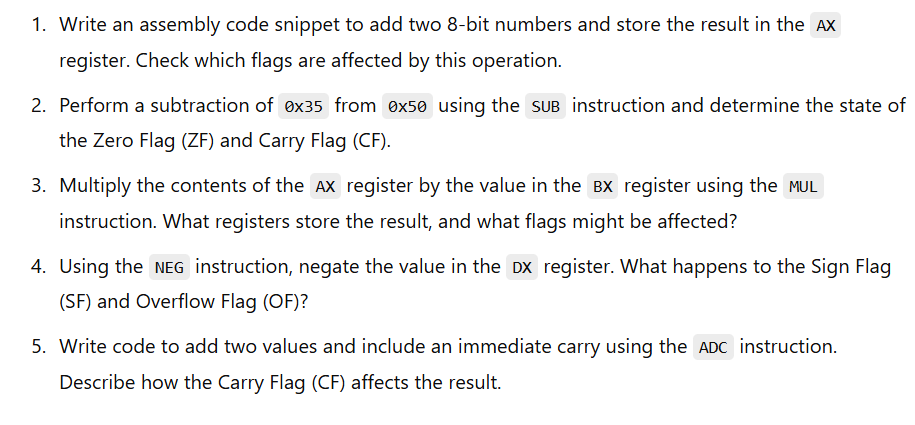 1. Write an assembly code snippet to add two 8-bit numbers and store the result in the AX
register. Check which flags are affected by this operation.
2. Perform a subtraction of 0x35 from 0x50 using the SUB instruction and determine the state of
the Zero Flag (ZF) and Carry Flag (CF).
3. Multiply the contents of the AX register by the value in the BX register using the MUL
instruction. What registers store the result, and what flags might be affected?
4. Using the NEG instruction, negate the value in the DX register. What happens to the Sign Flag
(SF) and Overflow Flag (OF)?
5. Write code to add two values and include an immediate carry using the ADC instruction.
Describe how the Carry Flag (CF) affects the result.